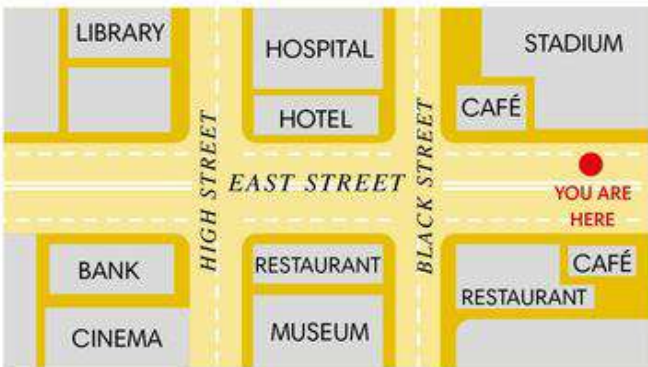 LIBRARY
HOSPITAL
STADIUM
CAFÉ
HOTEL
HIGH STREET
EAST STREET
BLACK STREET
YOU ARE
HERE
BANK
RESTAURANT
CAFÉ
RESTAURANT
CINEMA
MUSEUM